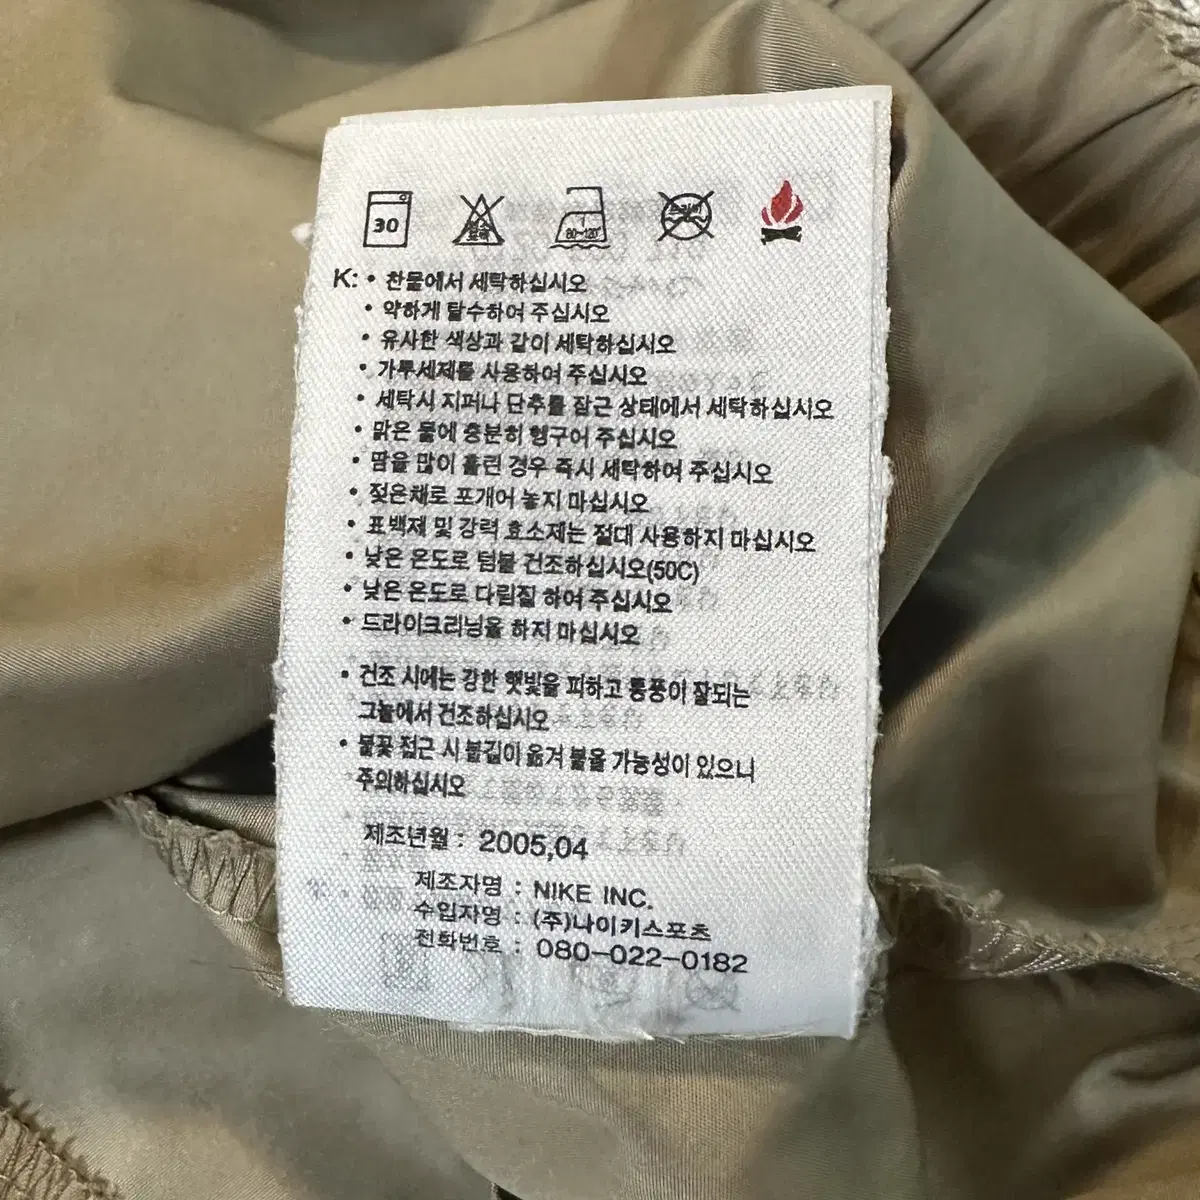 30
80~120°
K: • 찬물에서 세탁하십시오
• 약하게 탈수하여 주십시오
• 유사한 색상과 같이 세탁하십시오
• 가루세제를 사용하여 주십시오
• 세탁시 지퍼나 단추를 잠근 상태에서 세탁하십시오
• 맑은 물에 충분히 헹구어 주십시오
• 땀을 많이 흘린 경우 즉시 세탁하여 주십시오
• 젖은채로 포개어 놓지 마십시오
• 표백제 및 강력 효소제는 절대 사용하지 마십시오
• 낮은 온도로 텀블 건조하십시오(50C)
• 낮은 온도로 다림질 하여 주십시오
• 드라이크리닝을 하지 마십시오
• 건조 시에는 강한 햇빛을 피하고 통풍이 잘되는
그늘에서 건조하십시오
• 불꽃 접근 시 불길이 옮겨 붙을 가능성이 있으니
주의하십시오
제조년월 : 2005,04
제조자명 : NIKE INC.
수입자명 : (주)나이키스포츠
전화번호 : 080-022-0182